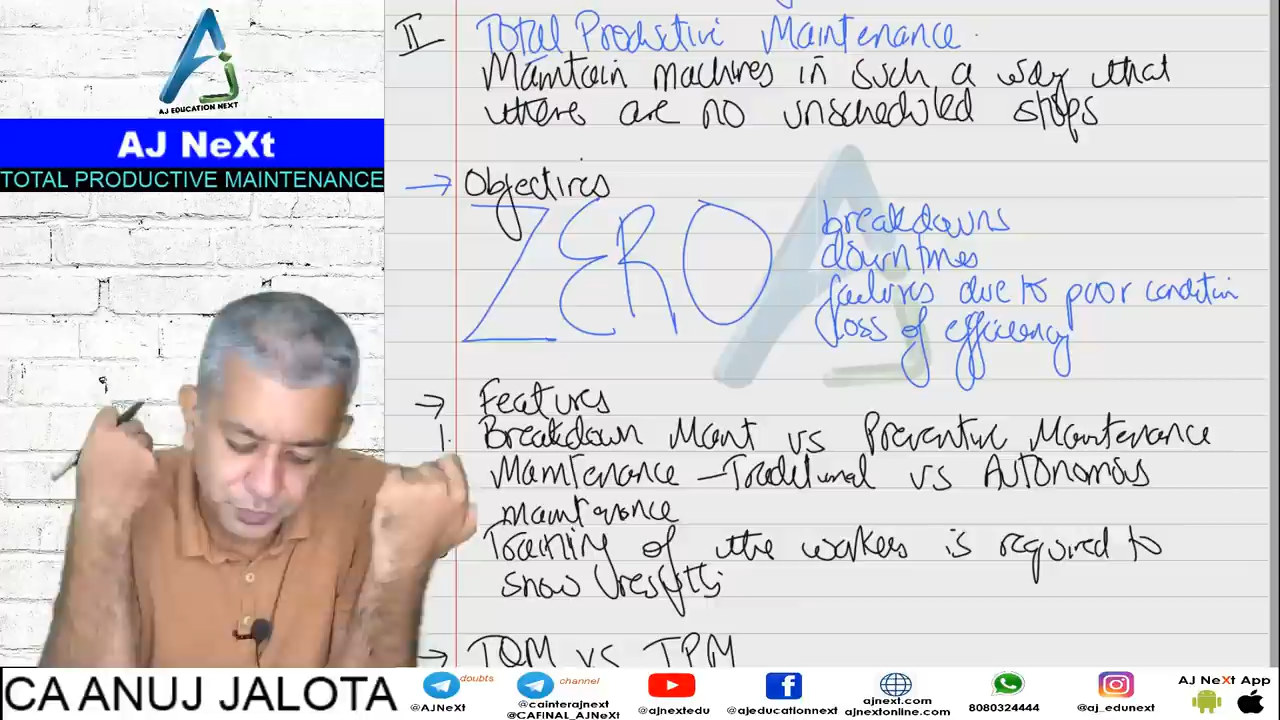 AJ EDUCATION NEXT
AJ NeXt
TOTAL PRODUCTIVE MAINTENANCE
II Total Productive Maintenance
Maintain machines in such a way that
there are no unscheduled stops
→ Objectives
ZERO
breakdowns
downtimes
failures due to poor condition
loss of efficiency
→ Features
1. Breakdown Maint vs Preventive Maintenance
Maintenance - Traditional vs Autonomous
maintenance
Training of the workers is required to
show results
→ TQM vs TPM
CA ANUJ JALOTA
doubts
@AJNeXt
channel
@cainterajnext
@CAFINAL_AJNeXt
@ajnextedu
@ajeducationnext
ajnext.com
ajnextonline.com
8080324444
@aj_edunext
AJ NeXt App